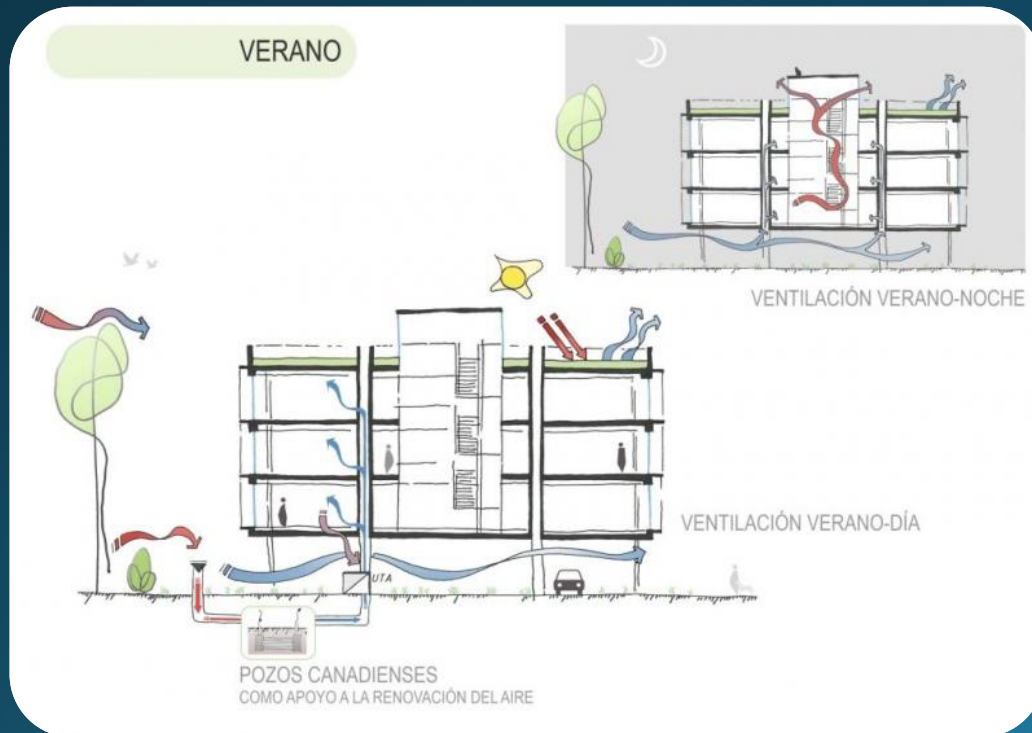 VERANO
VENTILACIÓN VERANO-NOCHE
VENTILACIÓN VERANO-DÍA
UTA
POZOS CANADIENSES
COMO APOYO A LA RENOVACIÓN DEL AIRE